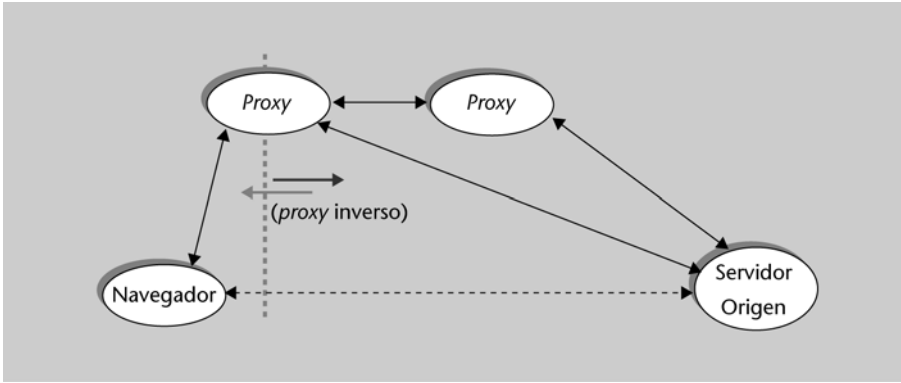 Proxy
Proxy
(proxy inverso)
Navegador
Servidor
Origen